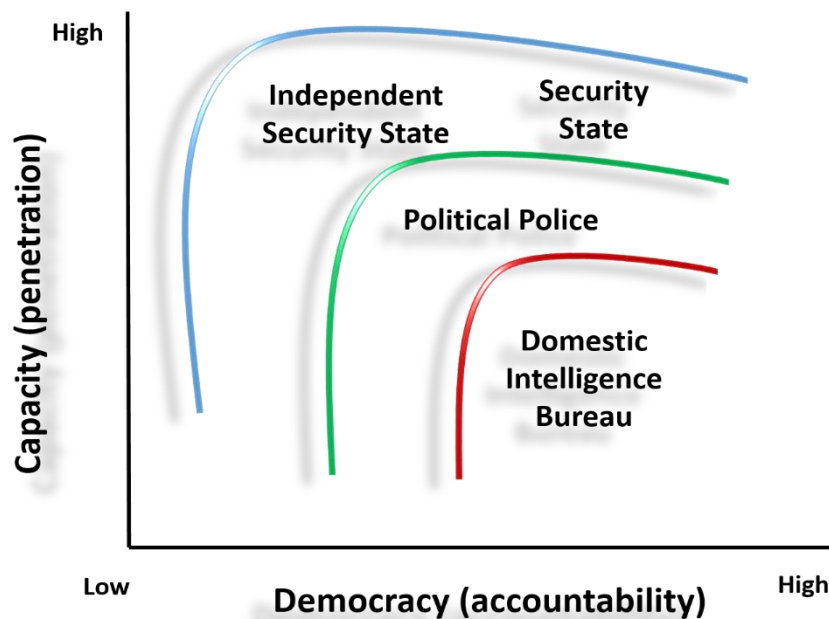 High
Independent
Security State
Security
State
Political Police
Domestic
Intelligence
Bureau
Capacity (penetration)
Low
High
Democracy (accountability)